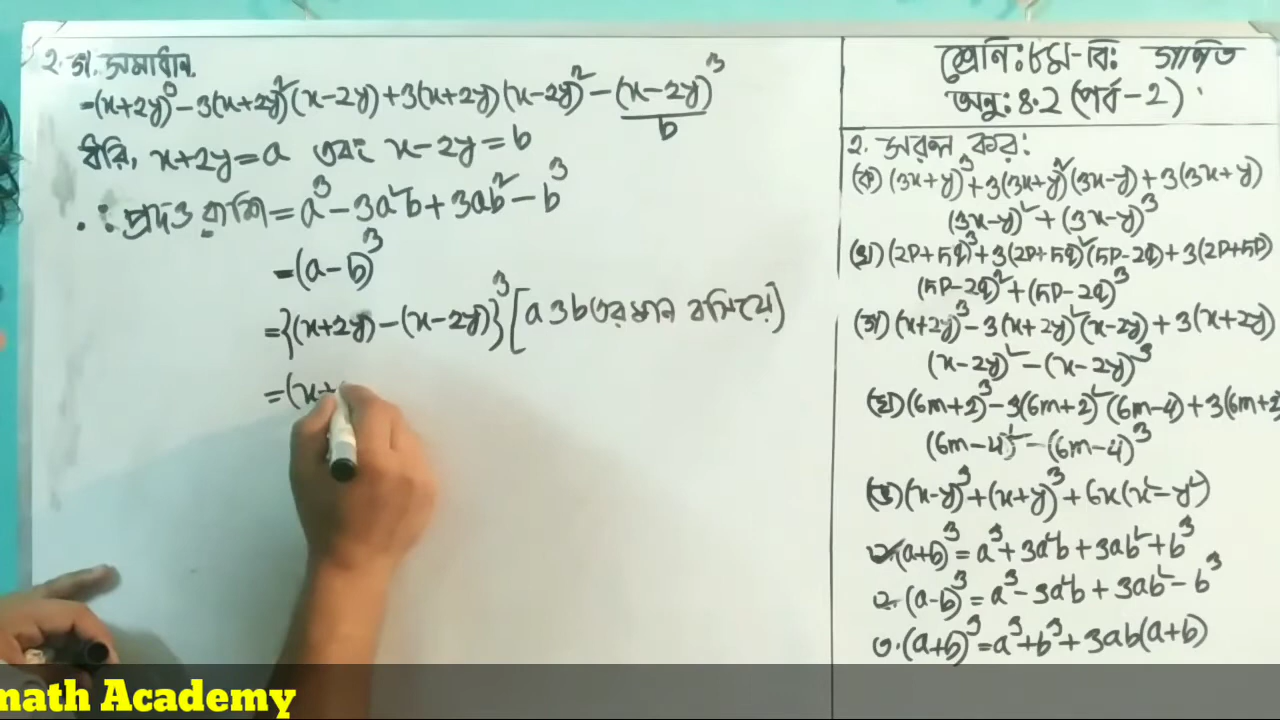 ২. গ. সমাধান.
=(x+2y)³-3(x+2y)²(x-2y)+3(x+2y)(x-2y)²-(x-2y)³
b
ধরি, x+2y=a এবং x-2y=b
∴ প্রদত্ত রাশি = a³-3a²b+3ab²-b³
=(a-b)³
={(x+2y)-(x-2y)}³ [a ও b এর মান বসিয়ে]
=(x+
শ্রেণি: ৮ম-বি: গণিত
অনু: ৪.২ (পর্ব-2)
২. সরল কর:
(ক) (3x+y)³+3(3x+y)²(3x-y)+3(3x+y)
(3x-y)²+(3x-y)³
(খ) (2p+5q)³+3(2p+5q)²(5p-2q)+3(2p+5p)
(5p-2q)²+(5p-2q)³
(গ) (x+2y)³-3(x+2y)²(x-2y)+3(x+2y)
(x-2y)²-(x-2y)³
(ঘ) (6m+2)³-3(6m+2)²(6m-4)+3(6m+2
(6m-4)²-(6m-4)³
(ঙ) (x-y)³+(x+y)³+6x(x²-y²)
১. (a+b)³=a³+3a²b+3ab²+b³
২. (a-b)³=a³-3a²b+3ab²-b³
৩. (a+b)³=a³+b³+3ab(a+b)
math Academy